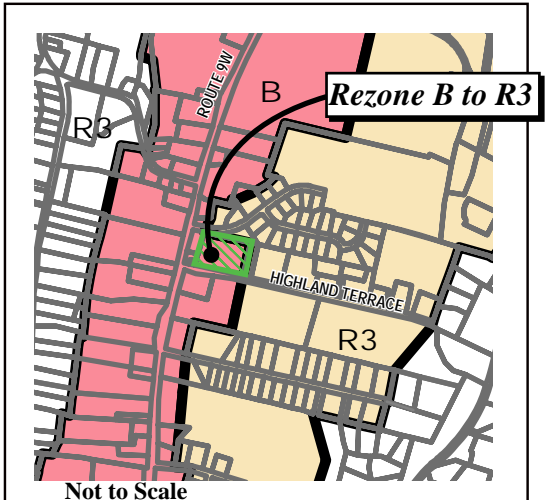 ROUTE 9W
B
Rezone B to R3
R3
HIGHLAND TERRACE
R3
Not to Scale